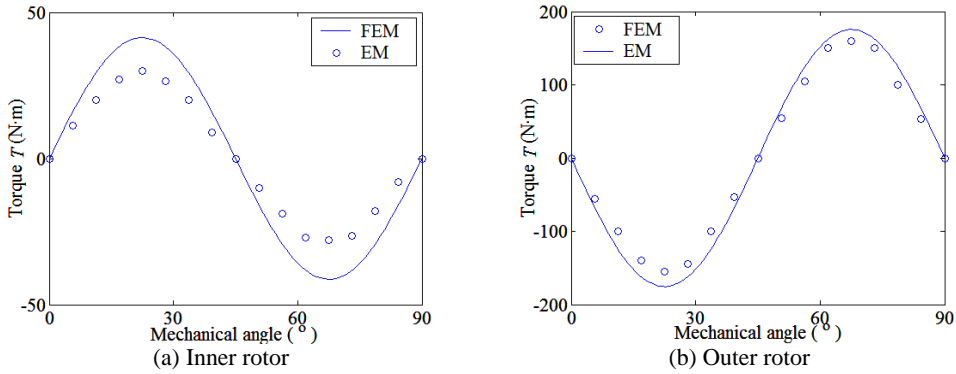 50
0
-50
Torque T (N·m)
FEM
EM
0 30 60 90
Mechanical angle ( o )
(a) Inner rotor
200
100
0
-100
-200
Torque T (N·m)
FEM
EM
0 30 60 90
Mechanical angle ( o )
(b) Outer rotor